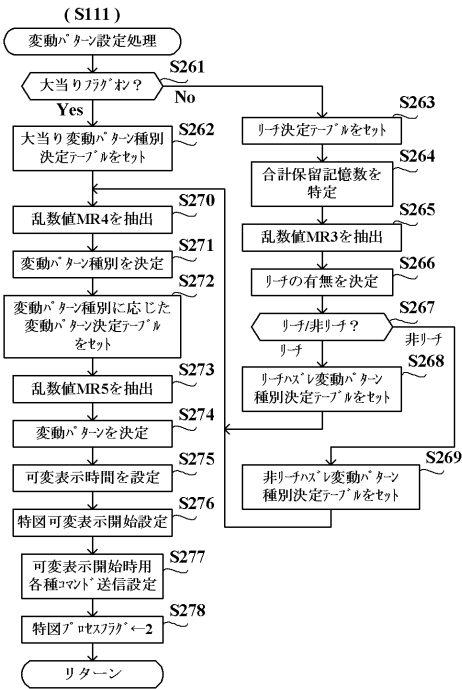 ( S111 )
変動ﾊﾟﾀｰﾝ設定処理
S261
大当りﾌﾗｸﾞｵﾝ？
Yes
No
S262
大当り変動ﾊﾟﾀｰﾝ種別
決定ﾃｰﾌﾞﾙをｾｯﾄ
S270
乱数値MR4を抽出
S271
変動ﾊﾟﾀｰﾝ種別を決定
S272
変動ﾊﾟﾀｰﾝ種別に応じた
変動ﾊﾟﾀｰﾝ決定ﾃｰﾌﾞﾙ
をｾｯﾄ
S273
乱数値MR5を抽出
S274
変動ﾊﾟﾀｰﾝを決定
S275
可変表示時間を設定
S276
特図可変表示開始設定
S277
可変表示開始時用
各種ｺﾏﾝﾄﾞ送信設定
S278
特図ﾌﾟﾛｾｽﾌﾗｸﾞ←2
リターン
S263
ﾘｰﾁ決定ﾃｰﾌﾞﾙをｾｯﾄ
S264
合計保留記憶数を
特定
S265
乱数値MR3を抽出
S266
ﾘｰﾁの有無を決定
S267
ﾘｰﾁ/非ﾘｰﾁ？
ﾘｰﾁ
非ﾘｰﾁ
S268
ﾘｰﾁﾊｽﾞﾚ変動ﾊﾟﾀｰﾝ
種別決定ﾃｰﾌﾞﾙをｾｯﾄ
S269
非ﾘｰﾁﾊｽﾞﾚ変動ﾊﾟﾀｰﾝ
種別決定ﾃｰﾌﾞﾙをｾｯﾄ